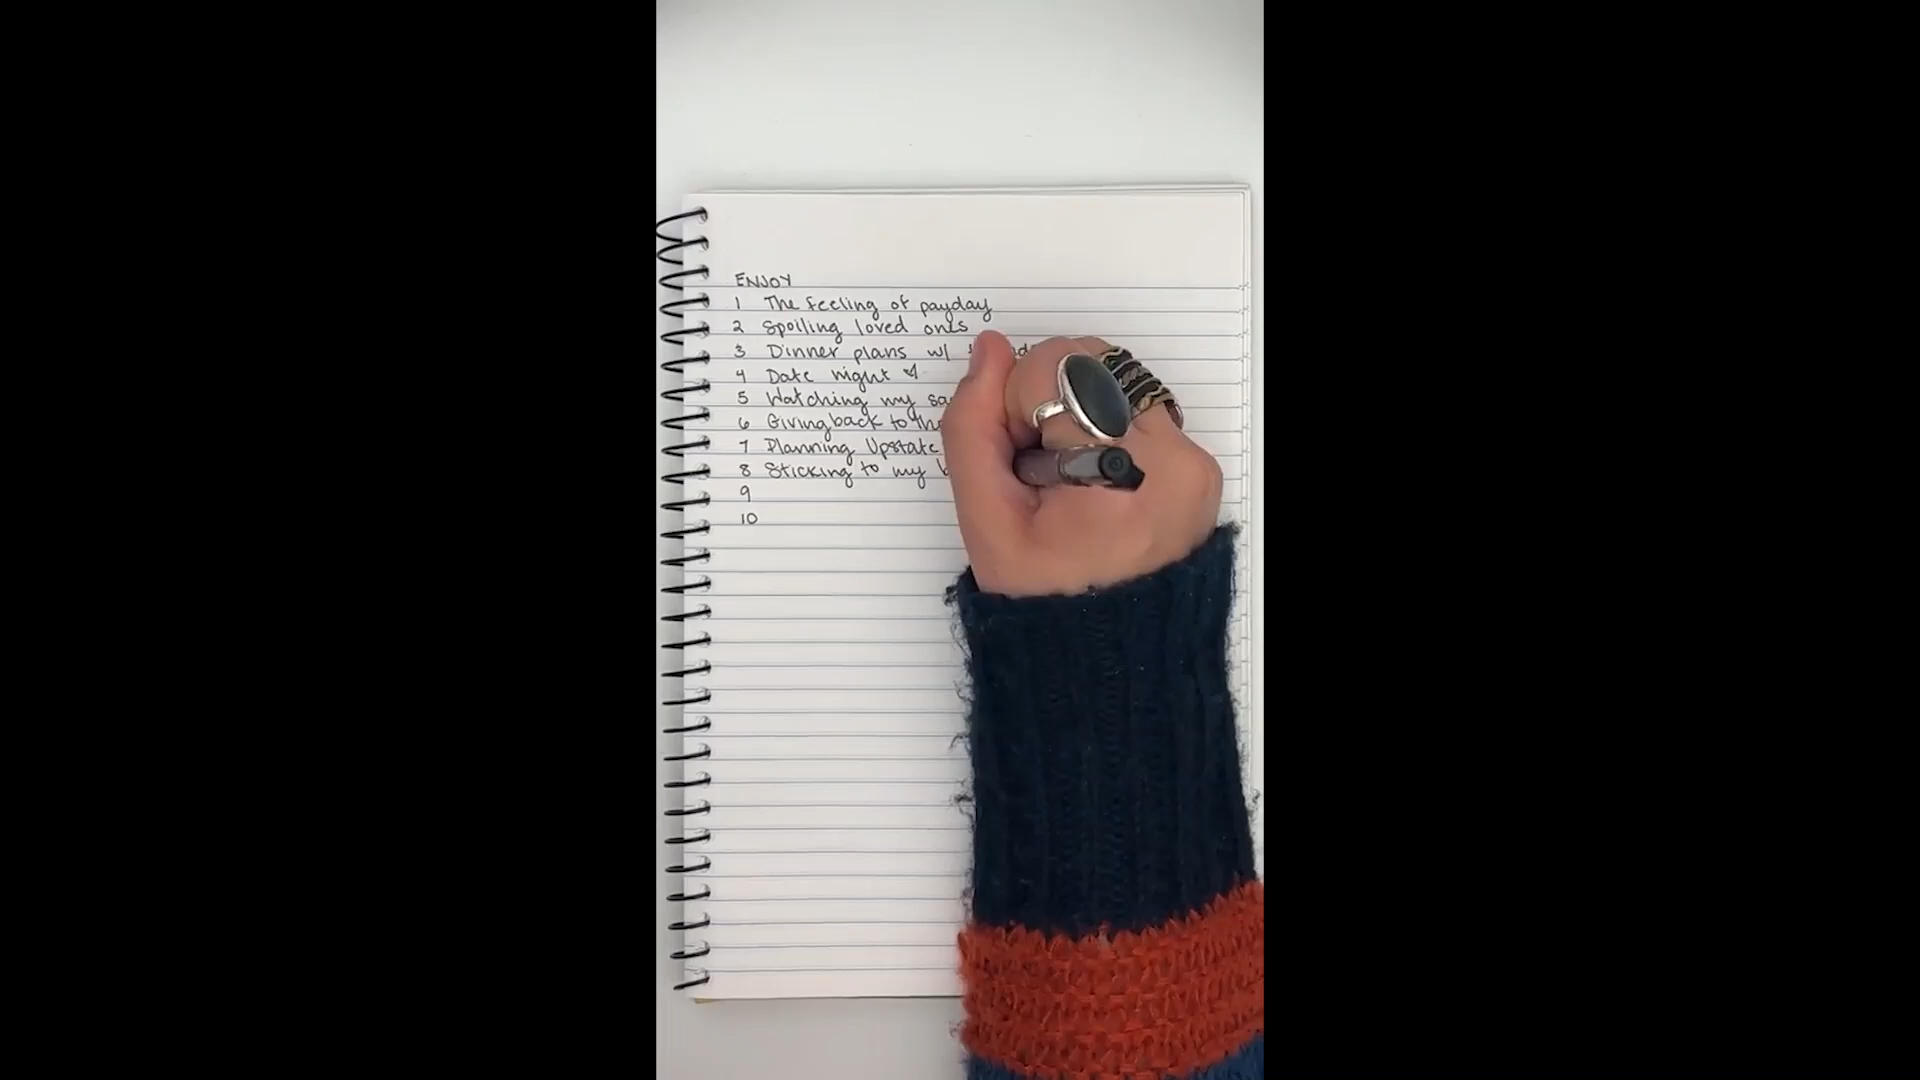 ENJOY
1 The feeling of payday
2 Spoiling loved ones
3 Dinner plans w/
4 Date night
5 Watching my
6 Giving back to
7 Planning Upstate
8 Sticking to my
9
10